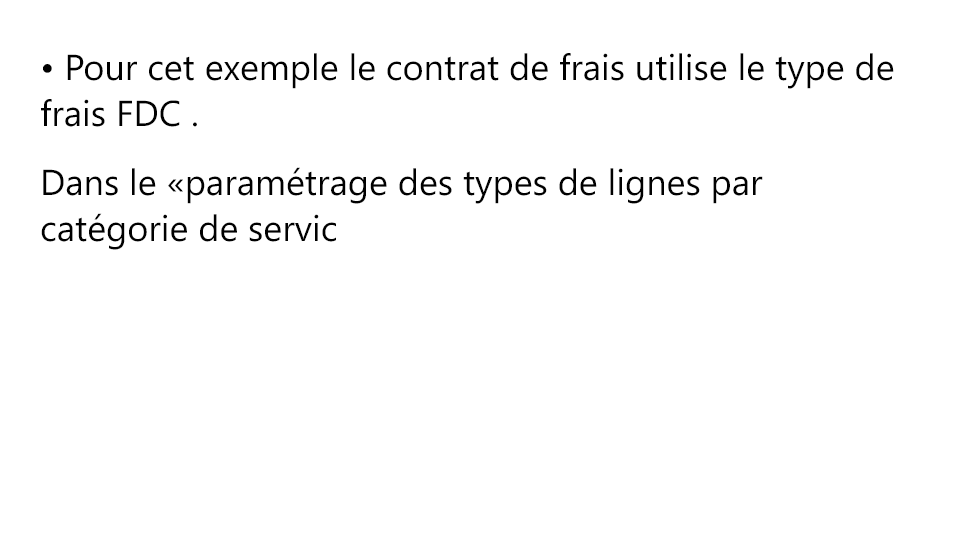 • Pour cet exemple le contrat de frais utilise le type de
frais FDC .
Dans le «paramétrage des types de lignes par
catégorie de servic